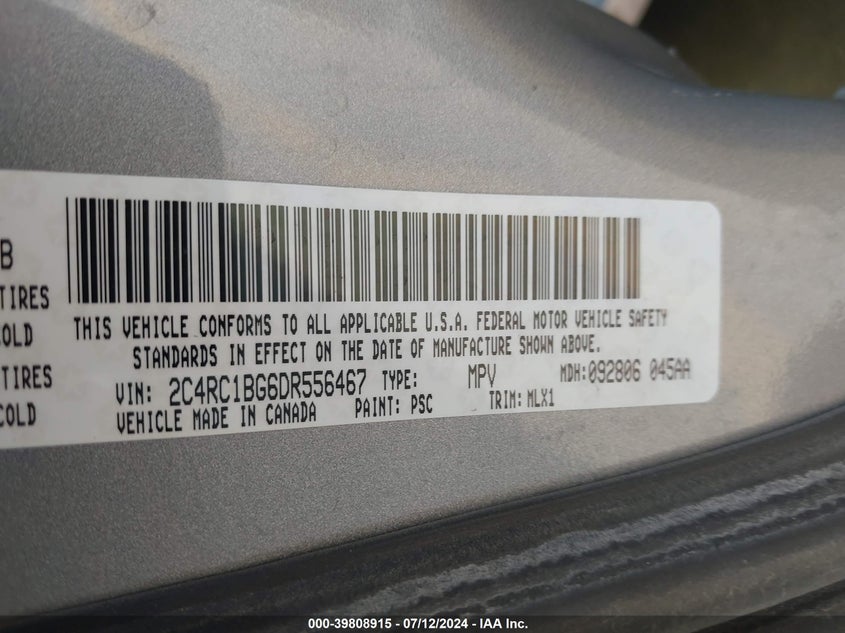 B
TIRES
COLD
THIS VEHICLE CONFORMS TO ALL APPLICABLE U.S.A. FEDERAL MOTOR VEHICLE SAFETY
STANDARDS IN EFFECT ON THE DATE OF MANUFACTURE SHOWN ABOVE.
TIRES
COLD
VIN: 2C4RC1BG6DR556467 TYPE: MPV MDH:092806 045AA
VEHICLE MADE IN CANADA PAINT: PSC TRIM: MLX1
000-39808915 - 07/12/2024 - IAA Inc.